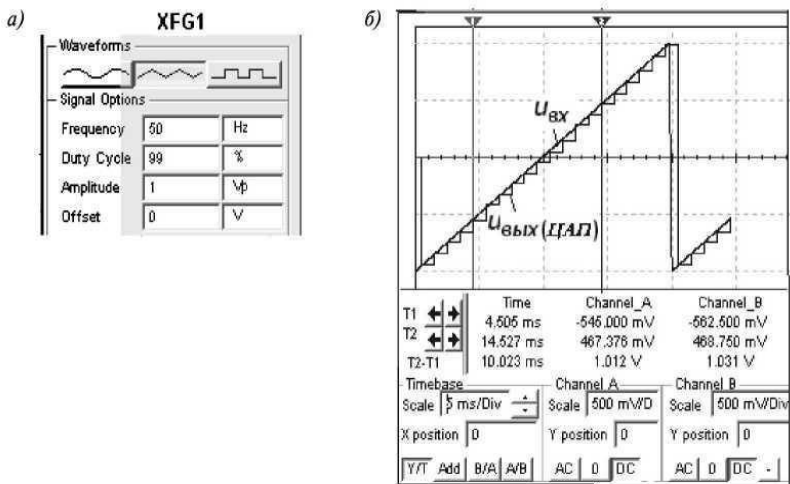 а)
XFG1
Waveforms
Signal Options
Frequency 50 Hz
Duty Cycle 99 %
Amplitude 1 Vp
Offset 0 V
б)
uвх
uвых(ЦАП)
Time Channel_A Channel_B
T1 4.505 ms -545.000 mV -562.500 mV
T2 14.527 ms 467.376 mV 468.750 mV
T2-T1 10.023 ms 1.012 V 1.031 V
Timebase Channel A Channel B
Scale 5 ms/Div Scale 500 mV/D Scale 500 mV/Div
X position 0 Y position 0 Y position 0
Y/T Add B/A A/B AC 0 DC AC 0 DC -